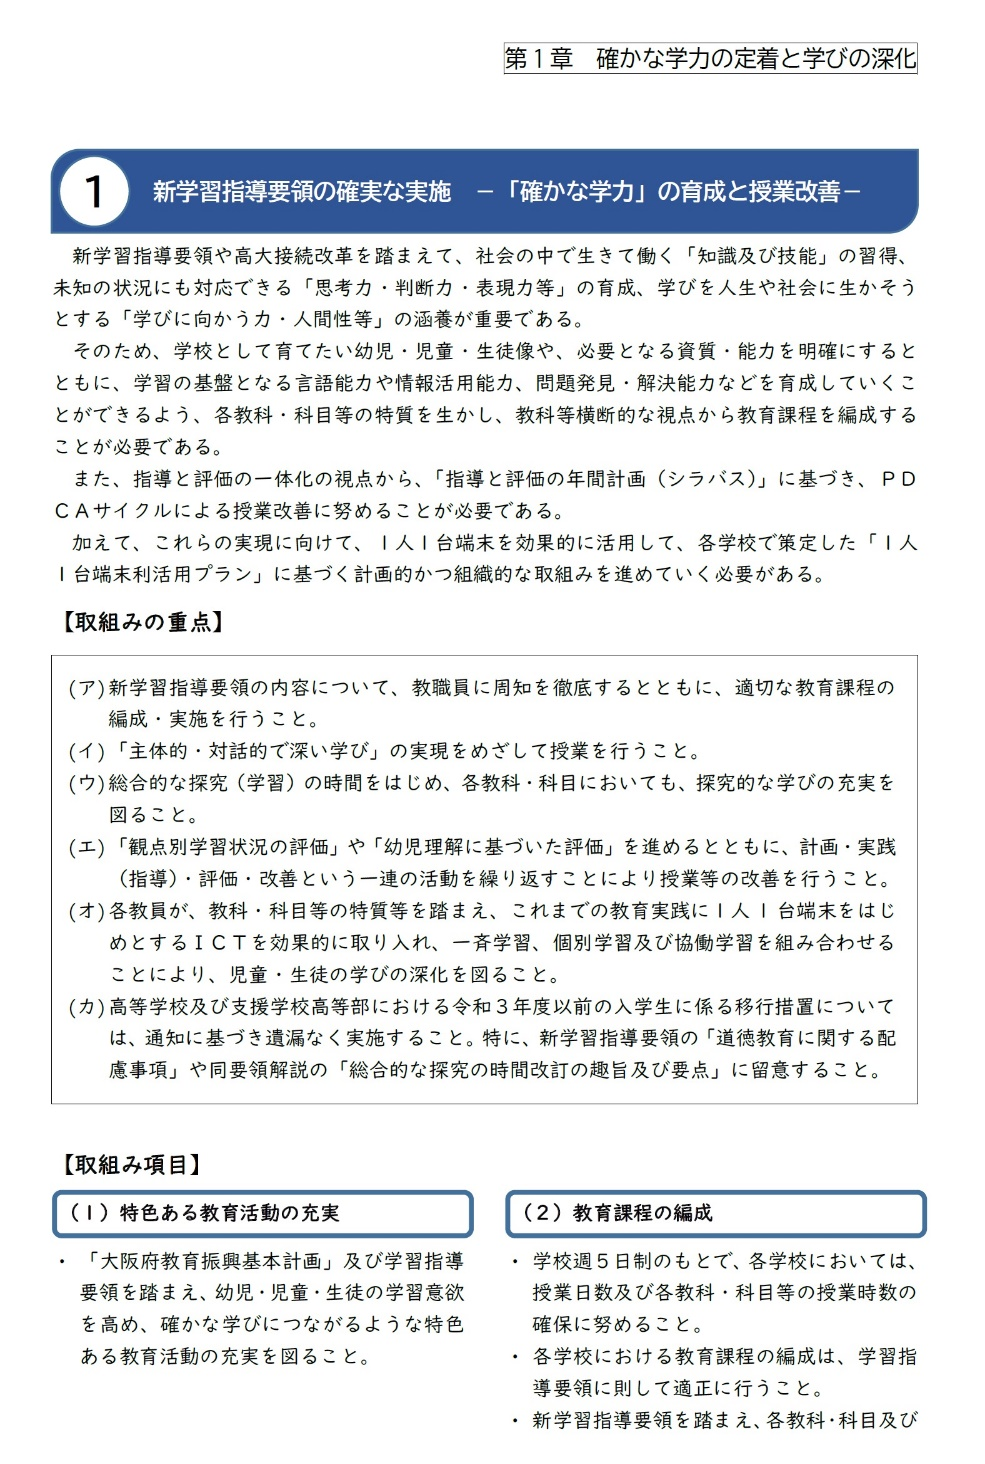 第１章　確かな学力の定着と学びの深化
1　新学習指導要領の確実な実施　－「確かな学力」の育成と授業改善－
　新学習指導要領や高大接続改革を踏まえて、社会の中で生きて働く「知識及び技能」の習得、
未知の状況にも対応できる「思考力・判断力・表現力等」の育成、学びを人生や社会に生かそう
とする「学びに向かう力・人間性等」の涵養が重要である。
　そのため、学校として育てたい幼児・児童・生徒像や、必要となる資質・能力を明確にすると
ともに、学習の基盤となる言語能力や情報活用能力、問題発見・解決能力などを育成していくこ
とができるよう、各教科・科目等の特質を生かし、教科等横断的な視点から教育課程を編成する
ことが必要である。
　また、指導と評価の一体化の視点から、「指導と評価の年間計画（シラバス）」に基づき、ＰＤ
ＣＡサイクルによる授業改善に努めることが必要である。
　加えて、これらの実現に向けて、１人１台端末を効果的に活用して、各学校で策定した「１人
１台端末利活用プラン」に基づく計画的かつ組織的な取組みを進めていく必要がある。
【取組みの重点】
(ア)新学習指導要領の内容について、教職員に周知を徹底するとともに、適切な教育課程の
編成・実施を行うこと。
(イ)「主体的・対話的で深い学び」の実現をめざして授業を行うこと。
(ウ)総合的な探究（学習）の時間をはじめ、各教科・科目においても、探究的な学びの充実を
図ること。
(エ)「観点別学習状況の評価」や「幼児理解に基づいた評価」を進めるとともに、計画・実践
（指導）・評価・改善という一連の活動を繰り返すことにより授業等の改善を行うこと。
(オ)各教員が、教科・科目等の特質等を踏まえ、これまでの教育実践に１人１台端末をはじ
めとするＩＣＴを効果的に取り入れ、一斉学習、個別学習及び協働学習を組み合わせる
ことにより、児童・生徒の学びの深化を図ること。
(カ)高等学校及び支援学校高等部における令和３年度以前の入学生に係る移行措置について
は、通知に基づき遺漏なく実施すること。特に、新学習指導要領の「道徳教育に関する配
慮事項」や同要領解説の「総合的な探究の時間改訂の趣旨及び要点」に留意すること。
【取組み項目】
（１）特色ある教育活動の充実
・「大阪府教育振興基本計画」及び学習指導
要領を踏まえ、幼児・児童・生徒の学習意欲
を高め、確かな学びにつながるような特色
ある教育活動の充実を図ること。
（２）教育課程の編成
・ 学校週５日制のもとで、各学校においては、
授業日数及び各教科・科目等の授業時数の
確保に努めること。
・ 各学校における教育課程の編成は、学習指
導要領に則して適正に行うこと。
・ 新学習指導要領を踏まえ、各教科・科目及び